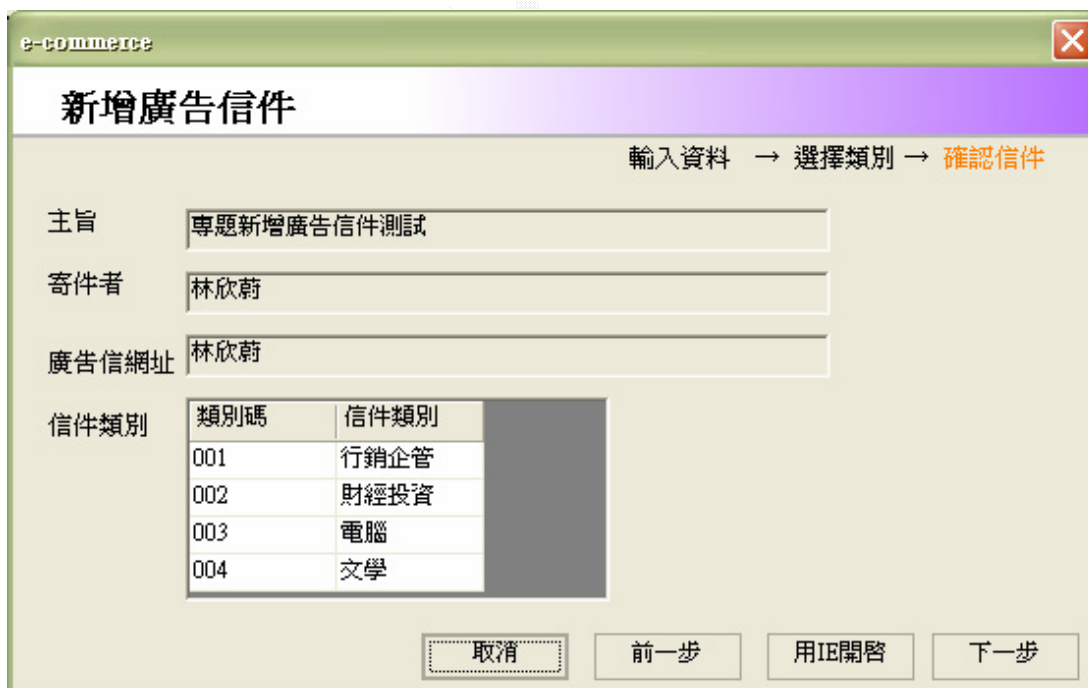 e-commerce
新增廣告信件
輸入資料 → 選擇類別 → 確認信件
主旨 專題新增廣告信件測試
寄件者 林欣蔚
廣告信網址 林欣蔚
信件類別 類別碼 信件類別
001 行銷企管
002 財經投資
003 電腦
004 文學
取消 前一步 用IE開啓 下一步